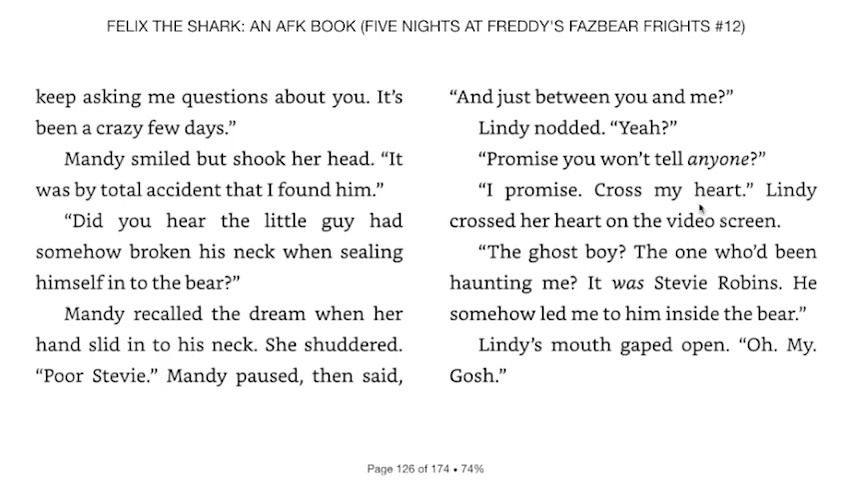 FELIX THE SHARK: AN AFK BOOK (FIVE NIGHTS AT FREDDY'S FAZBEAR FRIGHTS #12)
keep asking me questions about you. It’s
been a crazy few days.”
Mandy smiled but shook her head. “It
was by total accident that I found him.”
“Did you hear the little guy had
somehow broken his neck when sealing
himself in to the bear?”
Mandy recalled the dream when her
hand slid in to his neck. She shuddered.
“Poor Stevie.” Mandy paused, then said,
“And just between you and me?”
Lindy nodded. “Yeah?”
“Promise you won’t tell anyone?”
“I promise. Cross my heart.” Lindy
crossed her heart on the video screen.
“The ghost boy? The one who’d been
haunting me? It was Stevie Robins. He
somehow led me to him inside the bear.”
Lindy’s mouth gaped open. “Oh. My.
Gosh.”
Page 126 of 174 • 74%